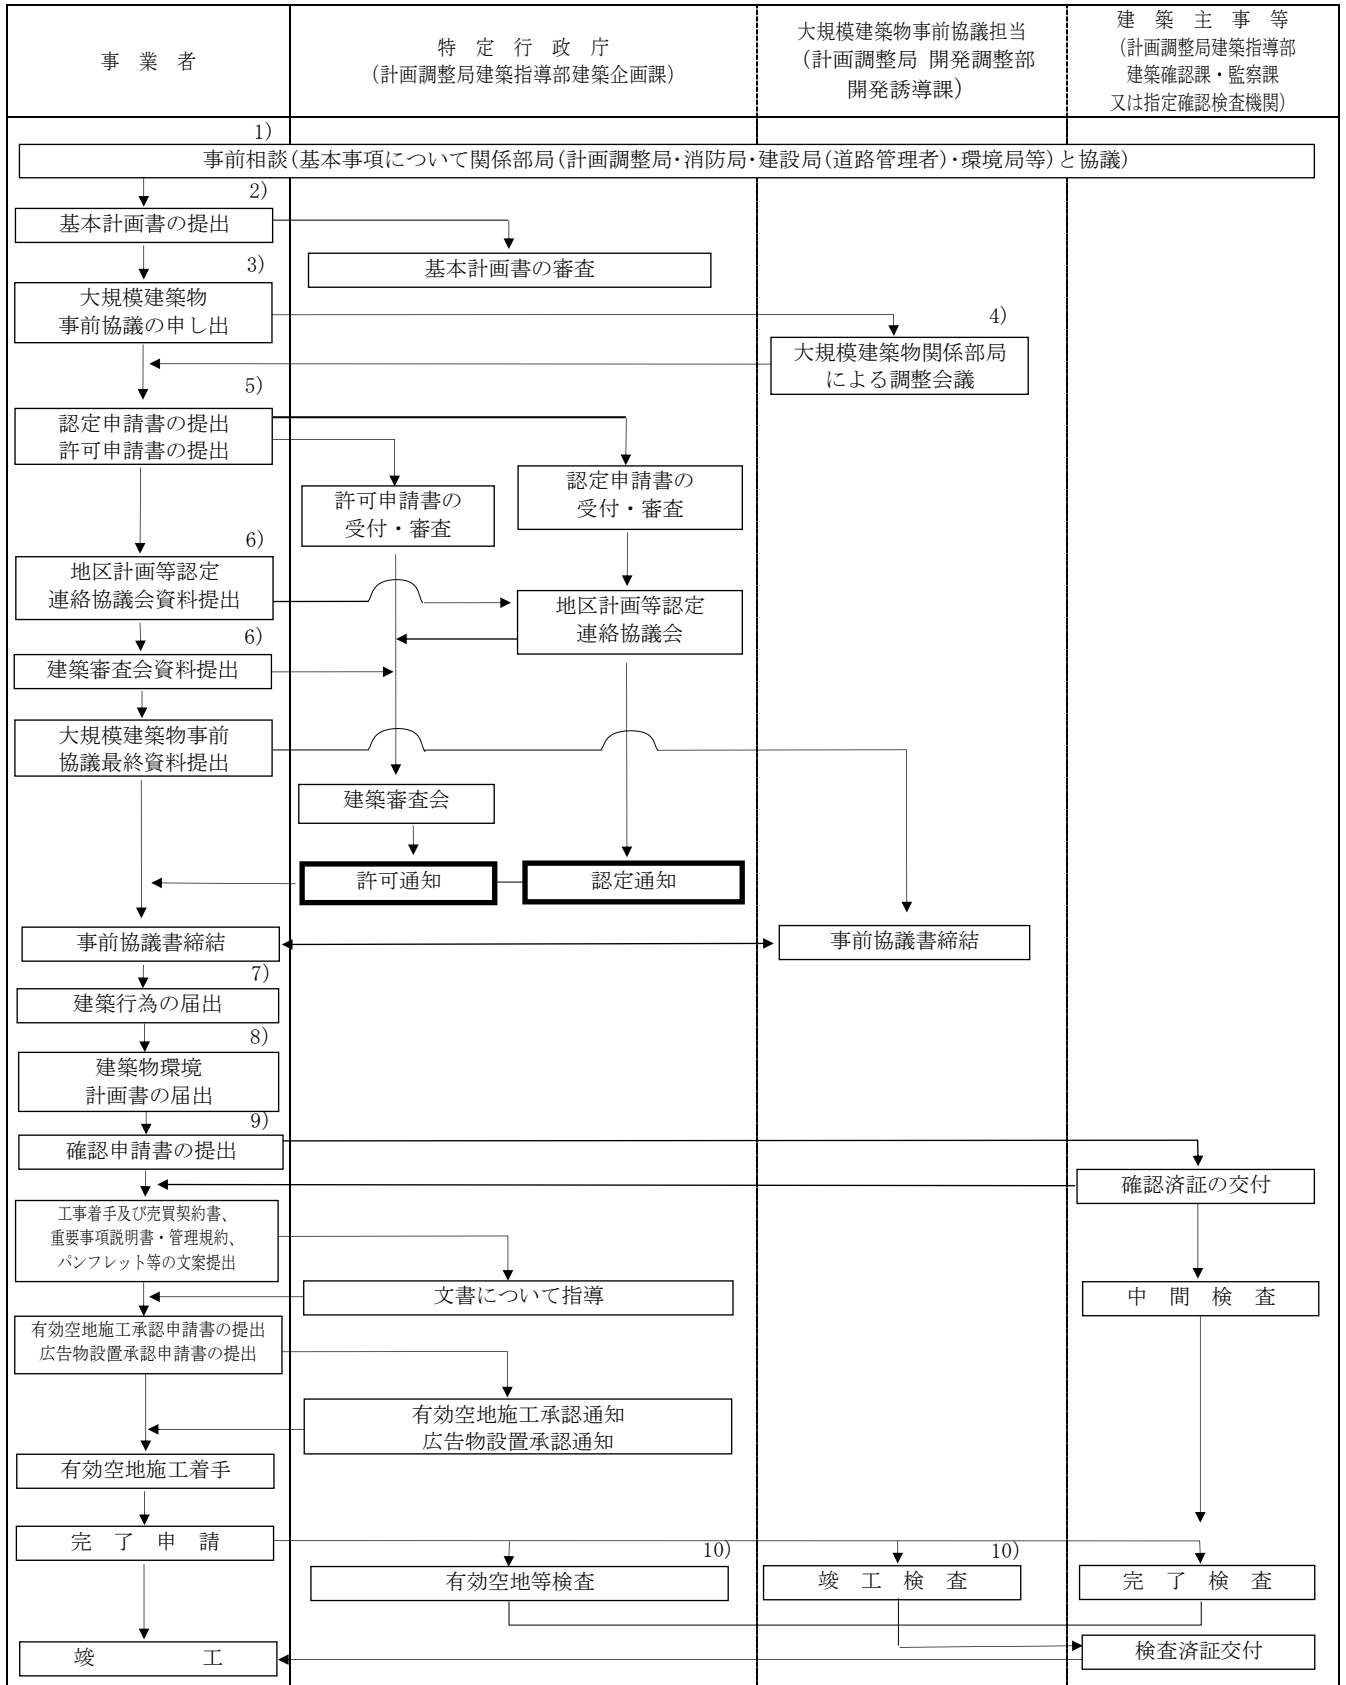 事 業 者
特 定 行 政 庁
(計画調整局建築指導部建築企画課)
大規模建築物事前協議担当
(計画調整局 開発調整部
開発誘導課)
建 築 主 事 等
(計画調整局建築指導部
建築確認課・監察課
又は指定確認検査機関)
1)
事前相談(基本事項について関係部局(計画調整局・消防局・建設局(道路管理者)・環境局等)と協議)
2)
基本計画書の提出
基本計画書の審査
3)
大規模建築物
事前協議の申し出
4)
大規模建築物関係部局
による調整会議
5)
認定申請書の提出
許可申請書の提出
認定申請書の
受付・審査
許可申請書の
受付・審査
6)
地区計画等認定
連絡協議会資料提出
地区計画等認定
連絡協議会
6)
建築審査会資料提出
大規模建築物事前
協議最終資料提出
建築審査会
許可通知
認定通知
事前協議書締結
事前協議書締結
7)
建築行為の届出
8)
建築物環境
計画書の届出
9)
確認申請書の提出
確認済証の交付
工事着手及び売買契約書、
重要事項説明書・管理規約、
パンフレット等の文案提出
文書について指導
中 間 検 査
有効空地施工承認申請書の提出
広告物設置承認申請書の提出
有効空地施工承認通知
広告物設置承認通知
有効空地施工着手
完 了 申 請
10)
有効空地等検査
10)
竣 工 検 査
完 了 検 査
検査済証交付
竣 工